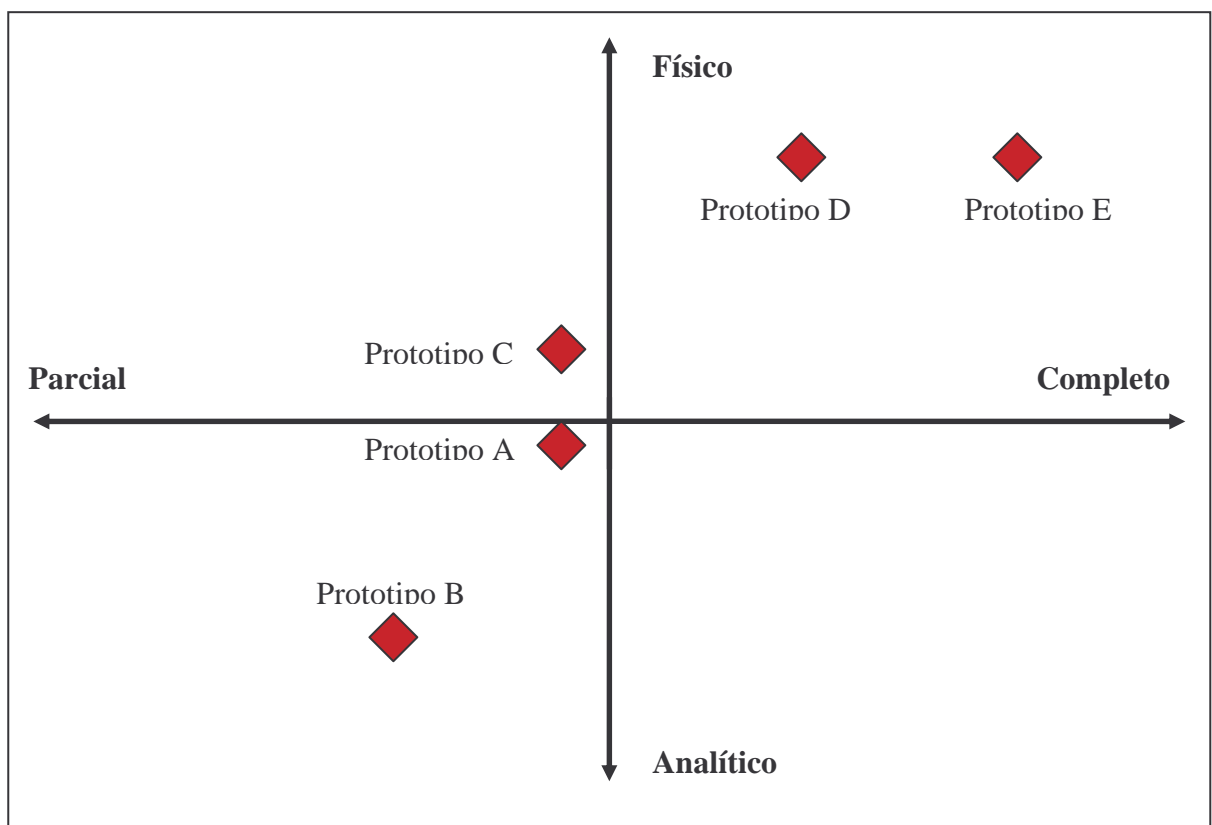 Físico
Prototipo D
Prototipo E
Prototipo C
Parcial
Completo
Prototipo A
Prototipo B
Analítico